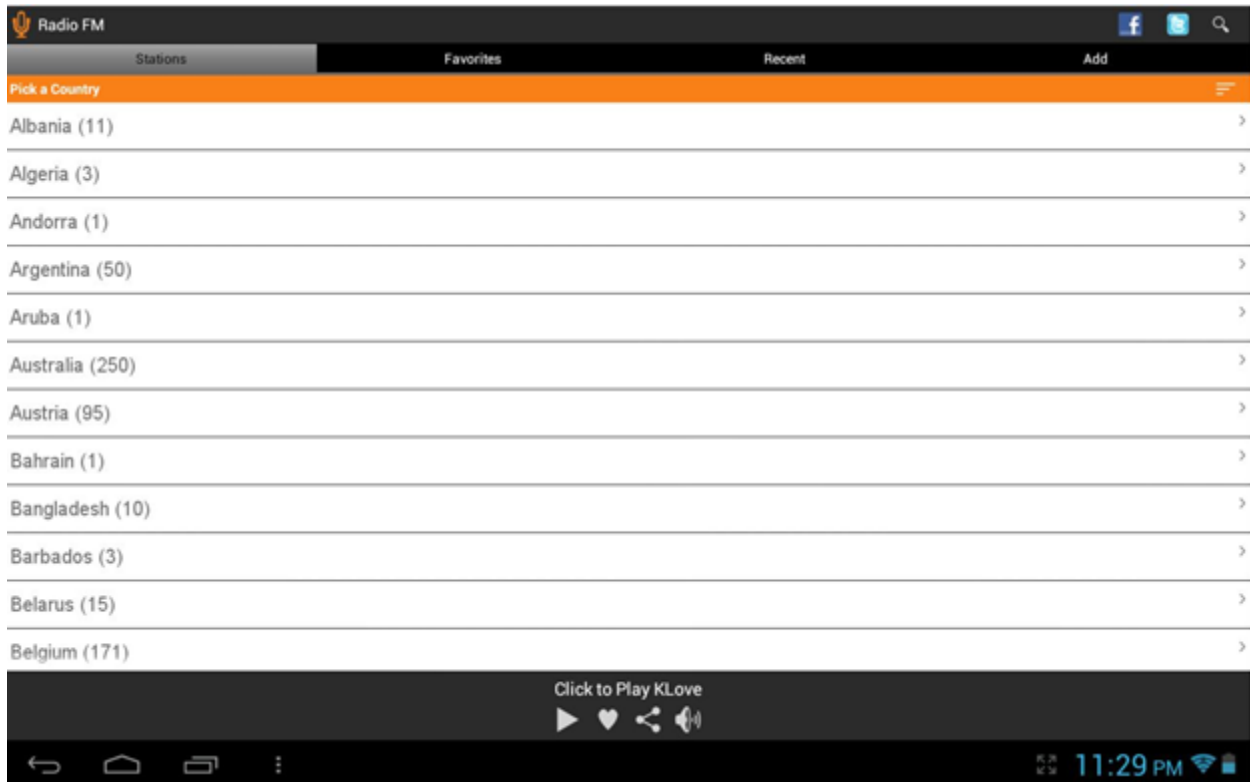 Radio FM
Stations Favorites Recent Add
Pick a Country
Albania (11)
Algeria (3)
Andorra (1)
Argentina (50)
Aruba (1)
Australia (250)
Austria (95)
Bahrain (1)
Bangladesh (10)
Barbados (3)
Belarus (15)
Belgium (171)
Click to Play KLove
11:29 PM